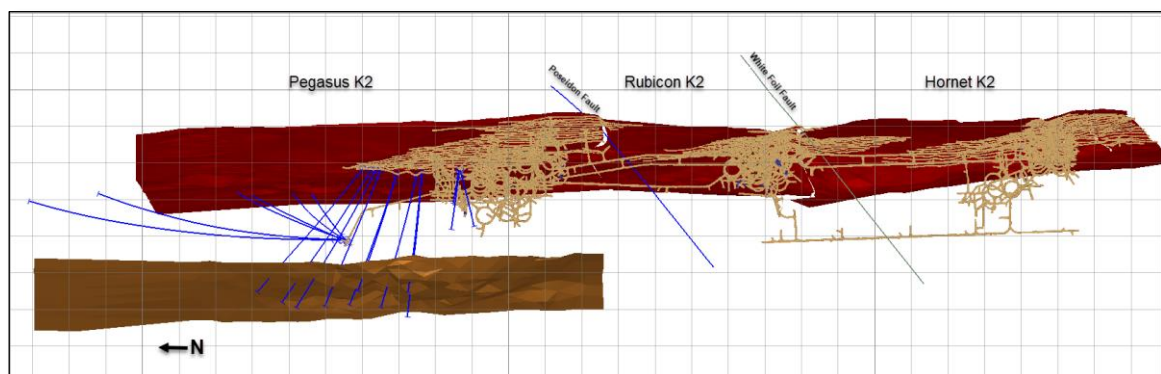 Pegasus K2
Poseidon Fault
Rubicon K2
White Foil Fault
Hornet K2
N